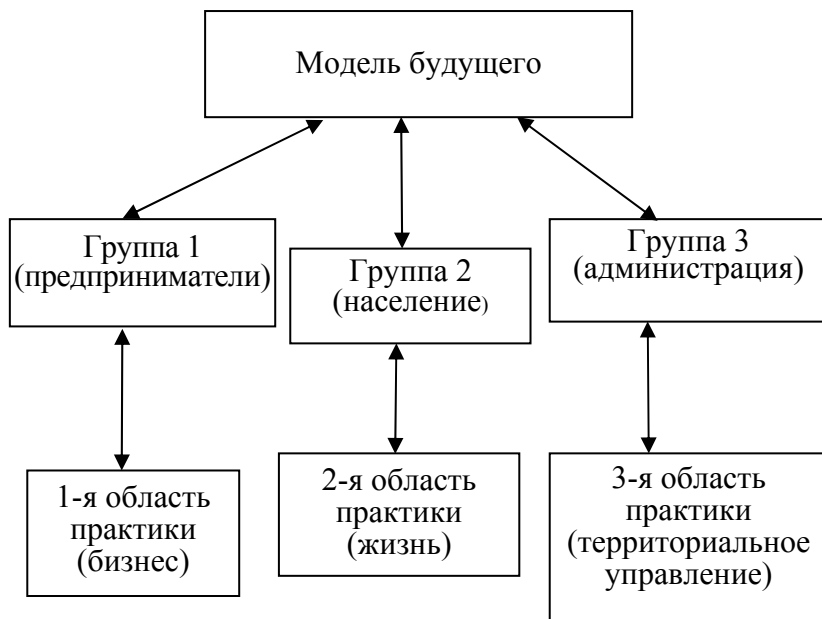 Модель будущего
Группа 1
(предприниматели)
Группа 2
(население)
Группа 3
(администрация)
1-я область
практики
(бизнес)
2-я область
практики
(жизнь)
3-я область
практики
(территориальное
управление)